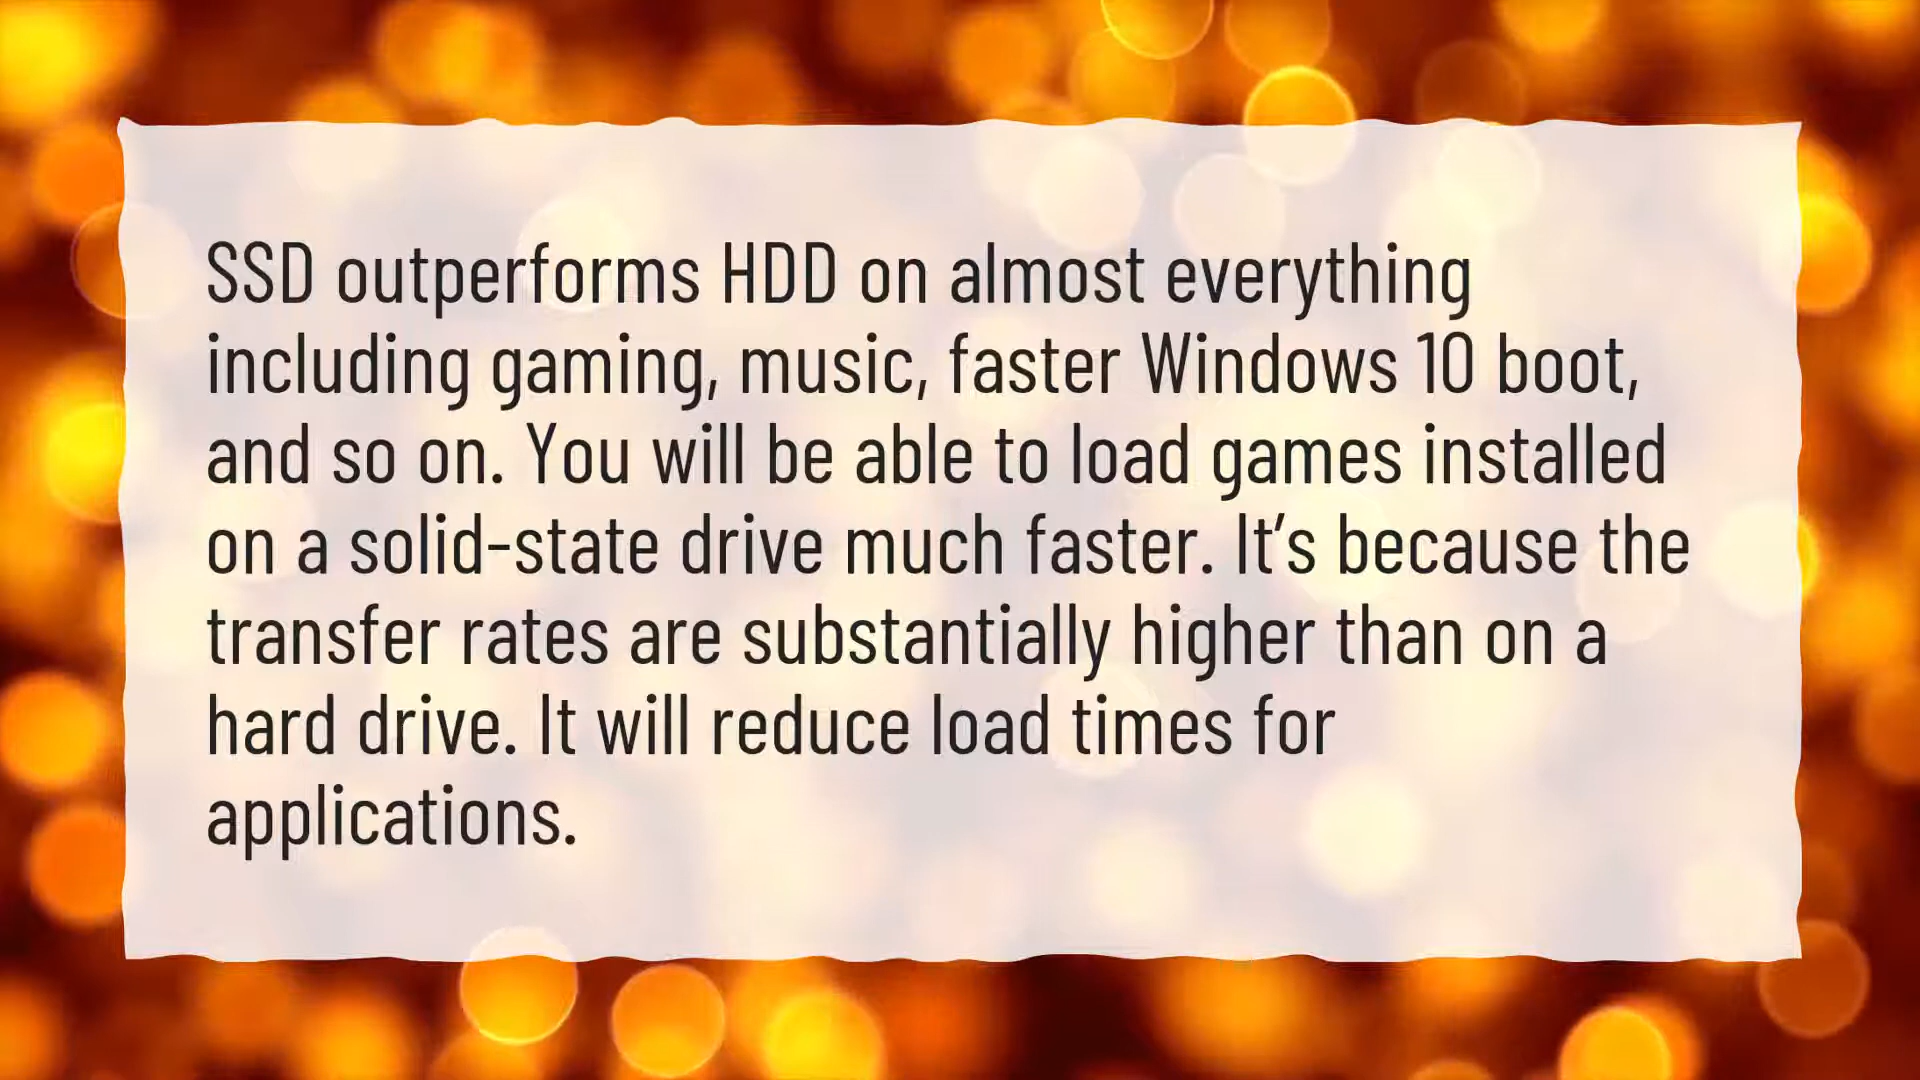 SSD outperforms HDD on almost everything
including gaming, music, faster Windows 10 boot,
and so on. You will be able to load games installed
on a solid-state drive much faster. It’s because the
transfer rates are substantially higher than on a
hard drive. It will reduce load times for
applications.